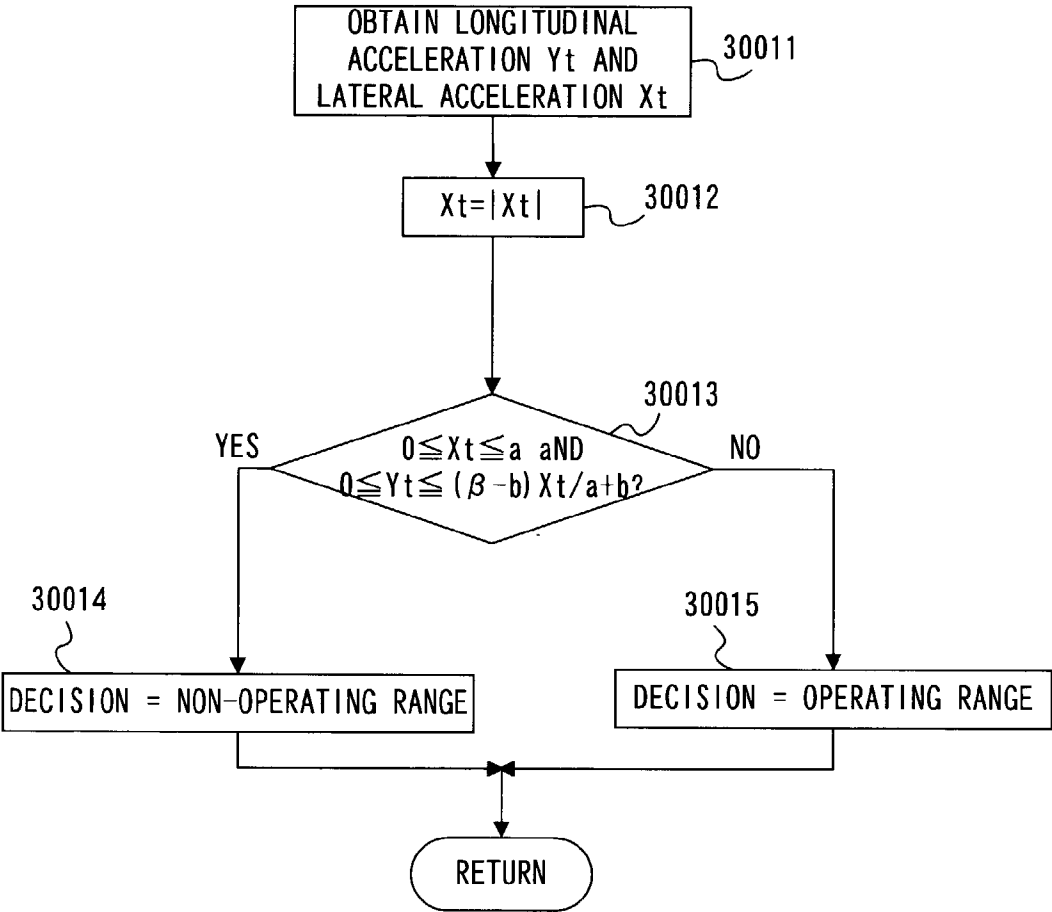 OBTAIN LONGITUDINAL
ACCELERATION Yt AND
LATERAL ACCELERATION Xt
30011
Xt=|Xt|
30012
30013
0≦Xt≦a aND
0≦Yt≦(β-b)Xt/a+b?
YES
NO
30014
DECISION = NON-OPERATING RANGE
30015
DECISION = OPERATING RANGE
RETURN